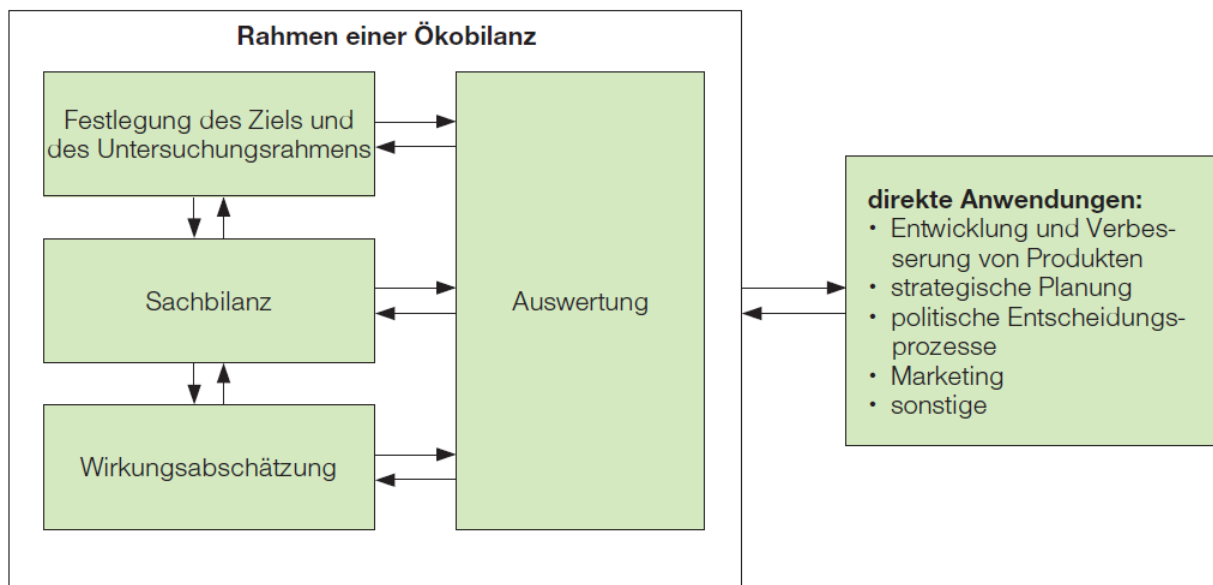 Rahmen einer Ökobilanz
Festlegung des Ziels und
des Untersuchungsrahmens
Sachbilanz
Wirkungsabschätzung
Auswertung
direkte Anwendungen:
• Entwicklung und Verbes-
serung von Produkten
• strategische Planung
• politische Entscheidungs-
prozesse
• Marketing
• sonstige